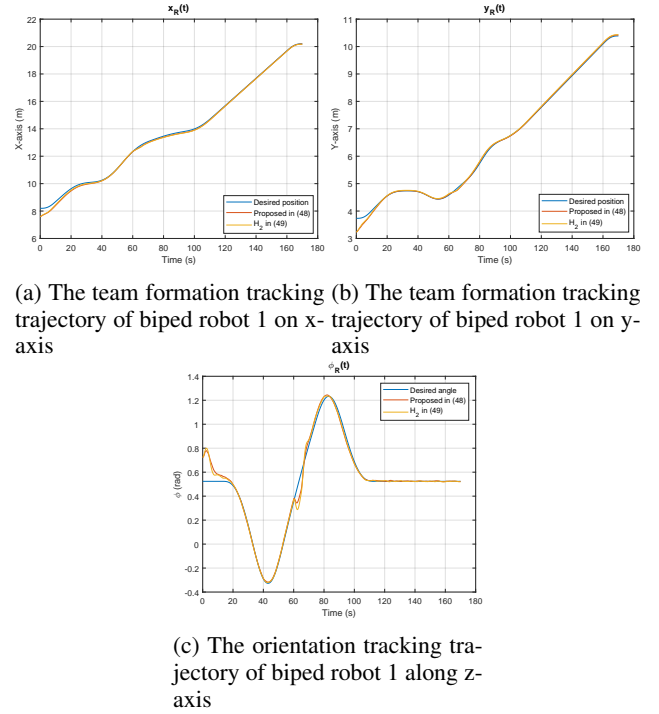 x_R(t)
22
20
18
16
14
12
10
8
6
X-axis (m)
Desired position
Proposed in (48)
H_2 in (49)
0 20 40 60 80 100 120 140 160 180
Time (s)
y_R(t)
11
10
9
8
7
6
5
4
3
Y-axis (m)
Desired position
Proposed in (48)
H_2 in (49)
0 20 40 60 80 100 120 140 160 180
Time (s)
(a) The team formation tracking
trajectory of biped robot 1 on x-
axis
(b) The team formation tracking
trajectory of biped robot 1 on y-
axis
ϕ_R(t)
1.4
1.2
1
0.8
0.6
0.4
0.2
0
-0.2
-0.4
ϕ (rad)
Desired angle
Proposed in (48)
H_2 in (49)
0 20 40 60 80 100 120 140 160 180
Time (s)
(c) The orientation tracking tra-
jectory of biped robot 1 along z-
axis